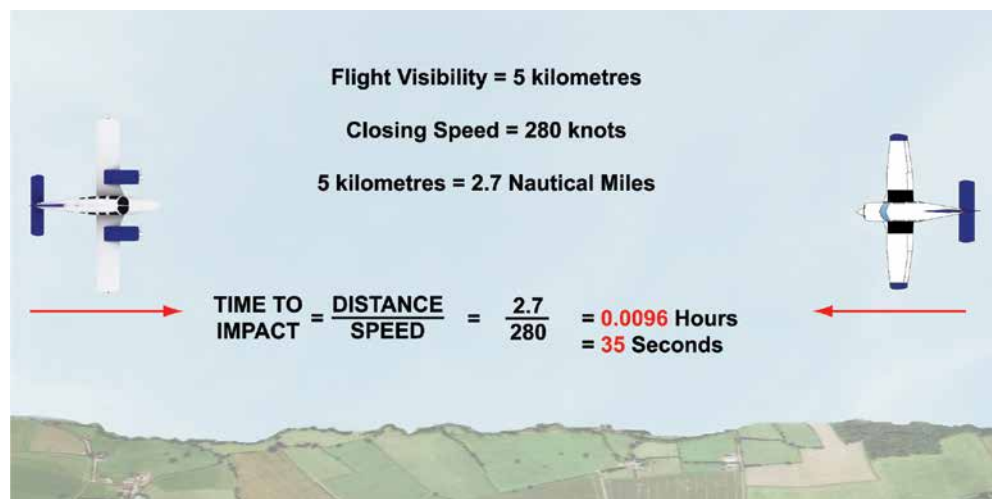 Flight Visibility = 5 kilometres
Closing Speed = 280 knots
5 kilometres = 2.7 Nautical Miles
TIME TO IMPACT = DISTANCE / SPEED = 2.7 / 280 = 0.0096 Hours
= 35 Seconds